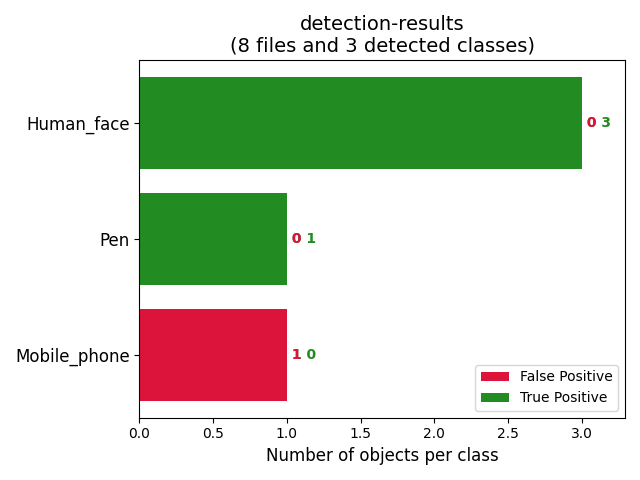 detection-results
(8 files and 3 detected classes)
Human_face
0 3
Pen
0 1
Mobile_phone
1 0
False Positive
True Positive
0.0 0.5 1.0 1.5 2.0 2.5 3.0
Number of objects per class